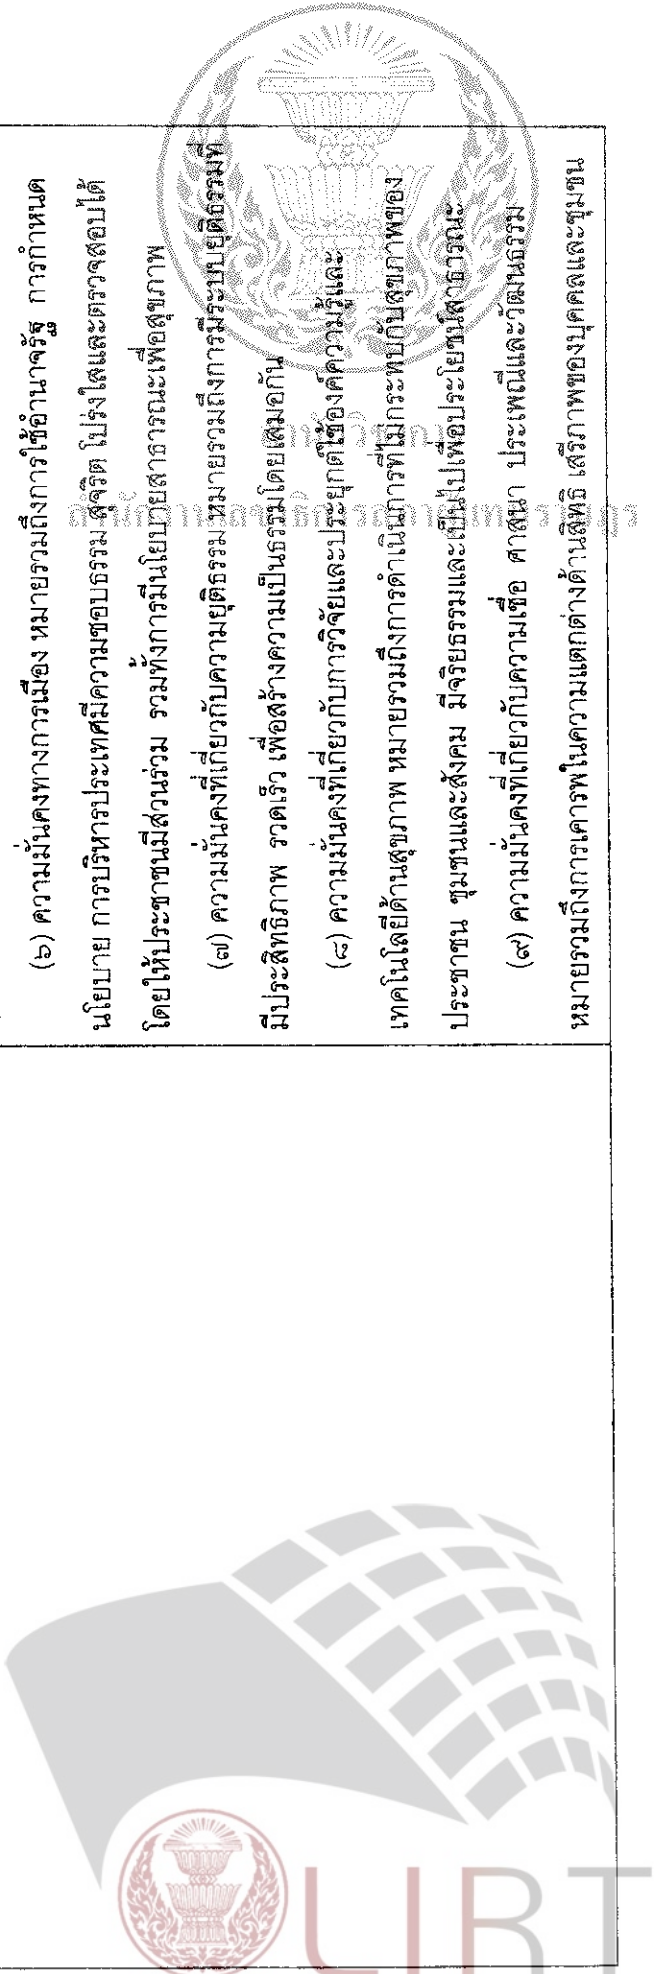 (๖) ความมั่นคงทางการเมือง หมายรวมถึงการใช้อำนาจรัฐ การกำหนด
นโยบาย การบริหารประเทศมีความชอบธรรม สุจริต โปร่งใสและตรวจสอบได้
โดยให้ประชาชนมีส่วนร่วม รวมทั้งการมีนโยบายสาธารณะเพื่อสุขภาพ
(๗) ความมั่นคงที่เกี่ยวกับความยุติธรรม หมายรวมถึงการมีระบบยุติธรรมที่
มีประสิทธิภาพ รวดเร็ว เพื่อสร้างความเป็นธรรมโดยเสมอกัน
(๘) ความมั่นคงที่เกี่ยวกับการวิจัยและประยุกต์ใช้องค์ความรู้และ
เทคโนโลยีด้านสุขภาพ หมายรวมถึงการดำเนินการที่ไม่กระทบกับสุขภาพของ
ประชาชน ชุมชนและสังคม มีจริยธรรมและเป็นไปเพื่อประโยชน์สาธารณะ
(๙) ความมั่นคงที่เกี่ยวกับความเชื่อ ศาสนา ประเพณีและวัฒนธรรม
หมายรวมถึงการเคารพในความแตกต่างด้านสิทธิ เสรีภาพของบุคคลและชุมชน
LIRT